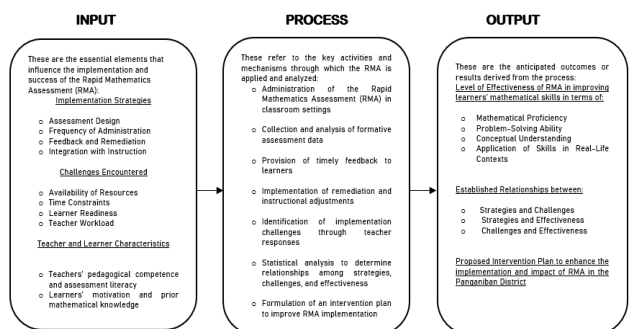 INPUT
These are the essential elements that
influence the implementation and
success of the Rapid Mathematics
Assessment (RMA):
Implementation Strategies
o Assessment Design
o Frequency of Administration
o Feedback and Remediation
o Integration with Instruction
Challenges Encountered
o Availability of Resources
o Time Constraints
o Learner Readiness
o Teacher Workload
Teacher and Learner Characteristics
o Teachers' pedagogical competence
and assessment literacy
o Learners' motivation and prior
mathematical knowledge
PROCESS
These refer to the key activities and
mechanisms through which the RMA is
applied and analyzed:
o Administration of the Rapid
Mathematics Assessment (RMA) in
classroom settings
o Collection and analysis of formative
assessment data
o Provision of timely feedback to
learners
o Implementation of remediation and
instructional adjustments
o Identification of implementation
challenges through teacher
responses
o Statistical analysis to determine
relationships among strategies,
challenges, and effectiveness
o Formulation of an intervention plan
to improve RMA implementation
OUTPUT
These are the anticipated outcomes or
results derived from the process:
Level of Effectiveness of RMA in improving
learners' mathematical skills in terms of:
o Mathematical Proficiency
o Problem-Solving Ability
o Conceptual Understanding
o Application of Skills in Real-Life
Contexts
Established Relationships between:
o Strategies and Challenges
o Strategies and Effectiveness
o Challenges and Effectiveness
Proposed Intervention Plan to enhance the
implementation and impact of RMA in the
Panganiban District